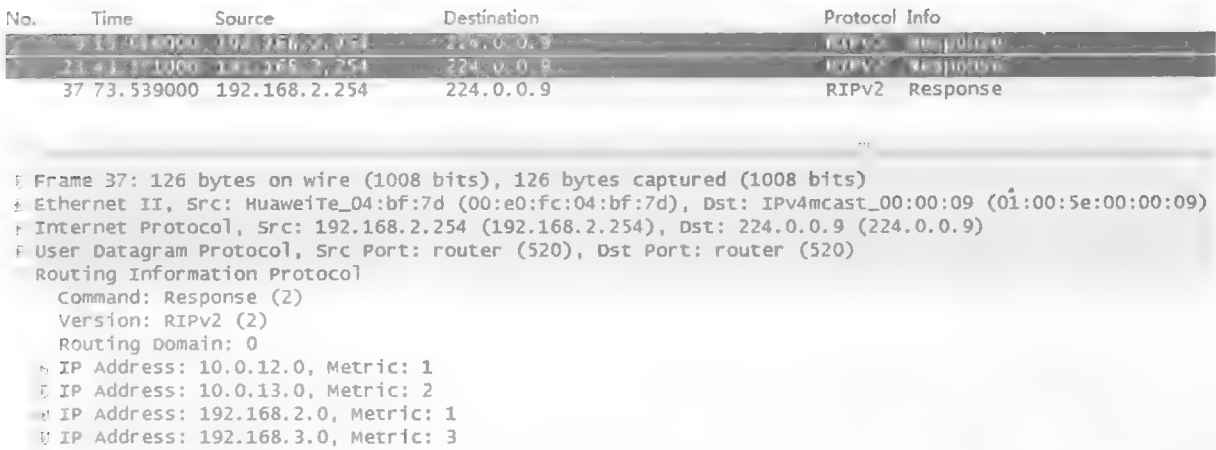 No. Time Source Destination Protocol Info
224.0.0.9
37 73.539000 192.168.2.254 224.0.0.9 RIPv2 Response
Frame 37: 126 bytes on wire (1008 bits), 126 bytes captured (1008 bits)
Ethernet II, Src: HuaweiTe_04:bf:7d (00:e0:fc:04:bf:7d), Dst: IPv4mcast_00:00:09 (01:00:5e:00:00:09)
Internet Protocol, Src: 192.168.2.254 (192.168.2.254), Dst: 224.0.0.9 (224.0.0.9)
User Datagram Protocol, Src Port: router (520), Dst Port: router (520)
Routing Information Protocol
Command: Response (2)
Version: RIPv2 (2)
Routing Domain: 0
IP Address: 10.0.12.0, Metric: 1
IP Address: 10.0.13.0, Metric: 2
IP Address: 192.168.2.0, Metric: 1
IP Address: 192.168.3.0, Metric: 3